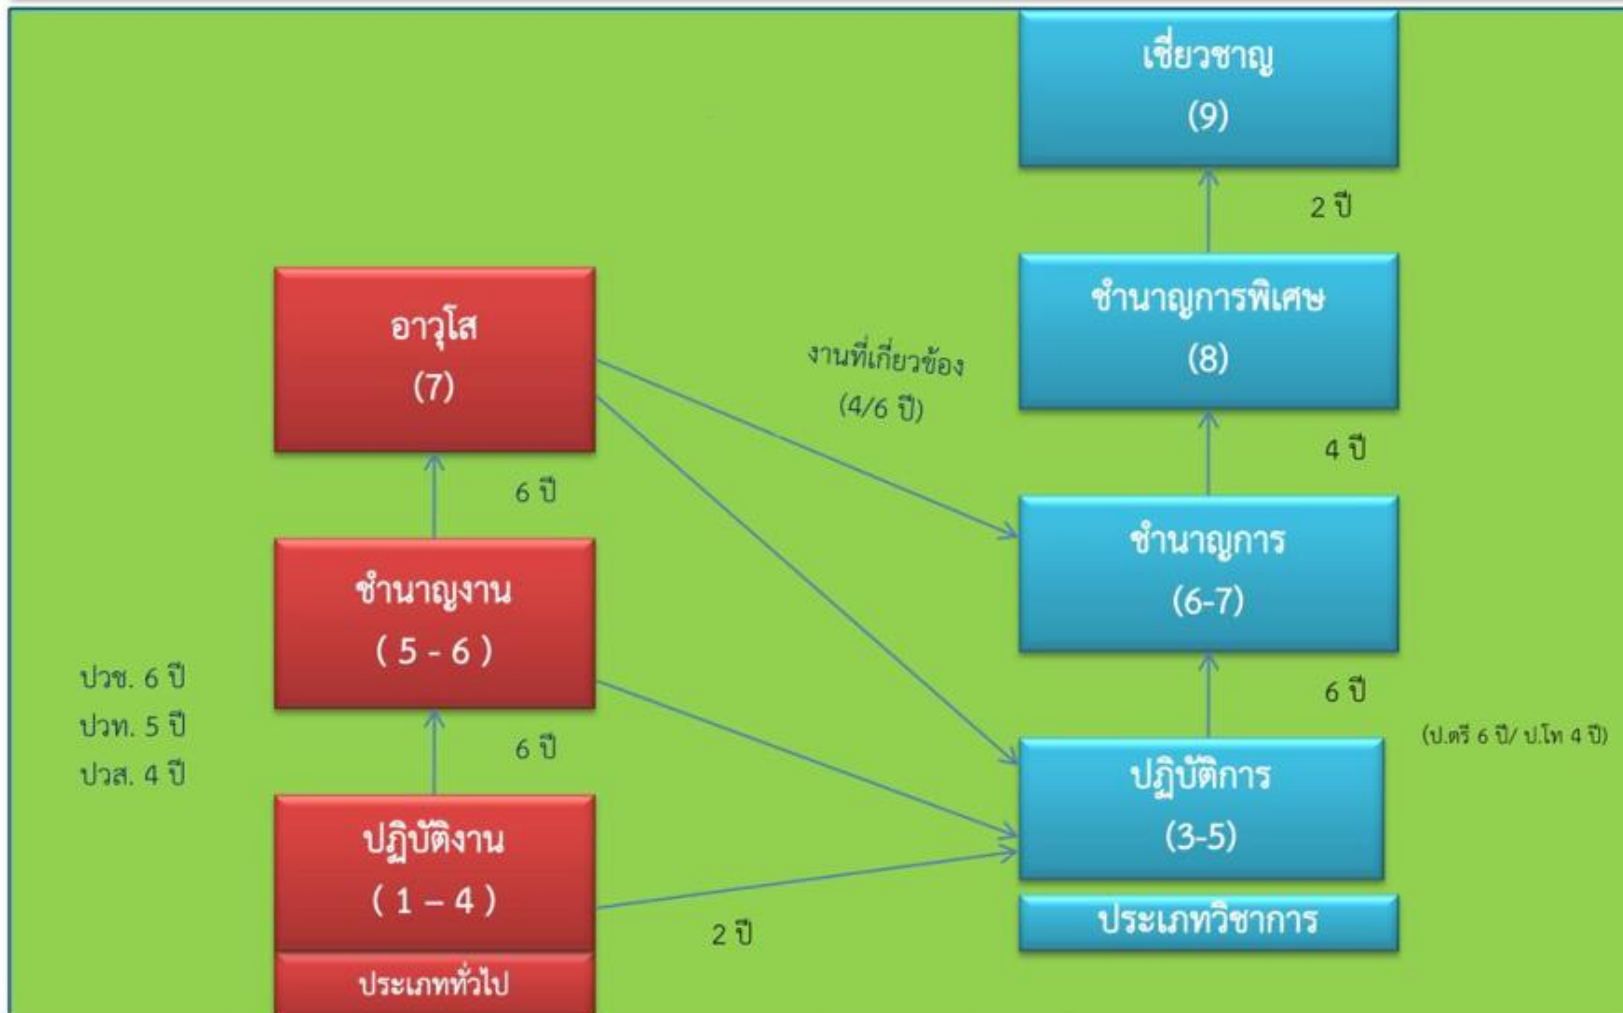 เชี่ยวชาญ
(9)
2 ปี
ชำนาญการพิเศษ
(8)
อาวุโส
(7)
งานที่เกี่ยวข้อง
(4/6 ปี)
4 ปี
6 ปี
ชำนาญการ
(6-7)
ชำนาญงาน
( 5 - 6 )
ปวช. 6 ปี
ปวท. 5 ปี
ปวส. 4 ปี
6 ปี
6 ปี
(ป.ตรี 6 ปี/ ป.โท 4 ปี)
ปฏิบัติการ
(3-5)
ปฏิบัติงาน
( 1 – 4 )
2 ปี
ประเภทวิชาการ
ประเภททั่วไป